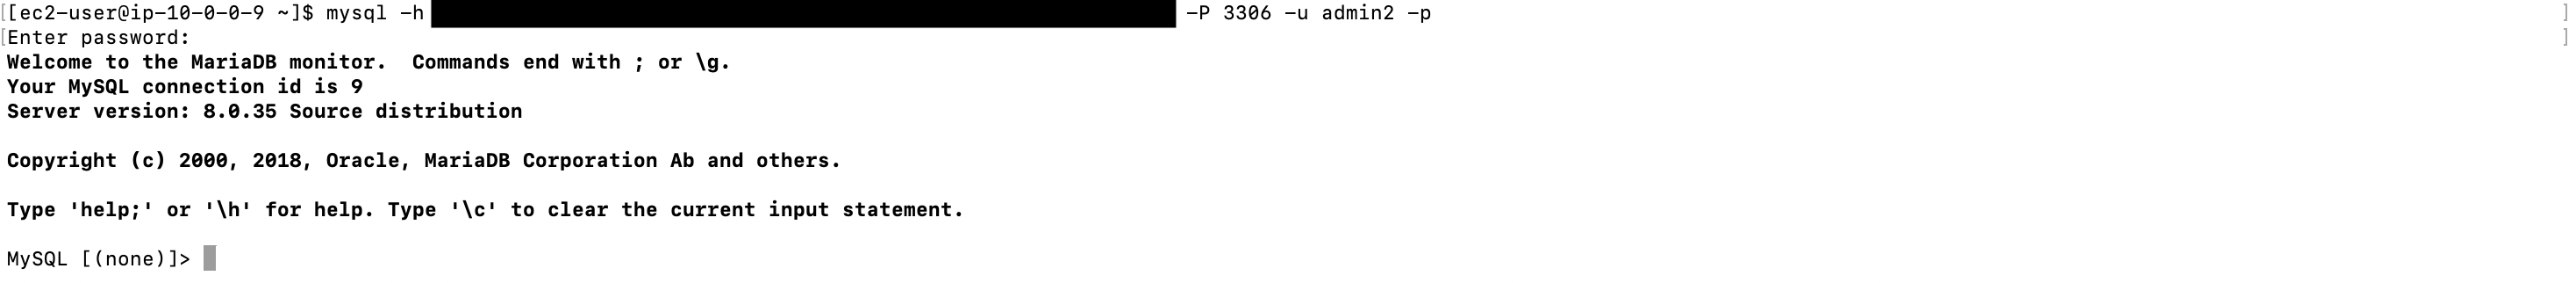 [[ec2-user@ip-10-0-0-9 ~]$ mysql -h -P 3306 -u admin2 -p ]
[Enter password: ]
Welcome to the MariaDB monitor.  Commands end with ; or \g.
Your MySQL connection id is 9
Server version: 8.0.35 Source distribution
Copyright (c) 2000, 2018, Oracle, MariaDB Corporation Ab and others.
Type 'help;' or '\h' for help. Type '\c' to clear the current input statement.
MySQL [(none)]>